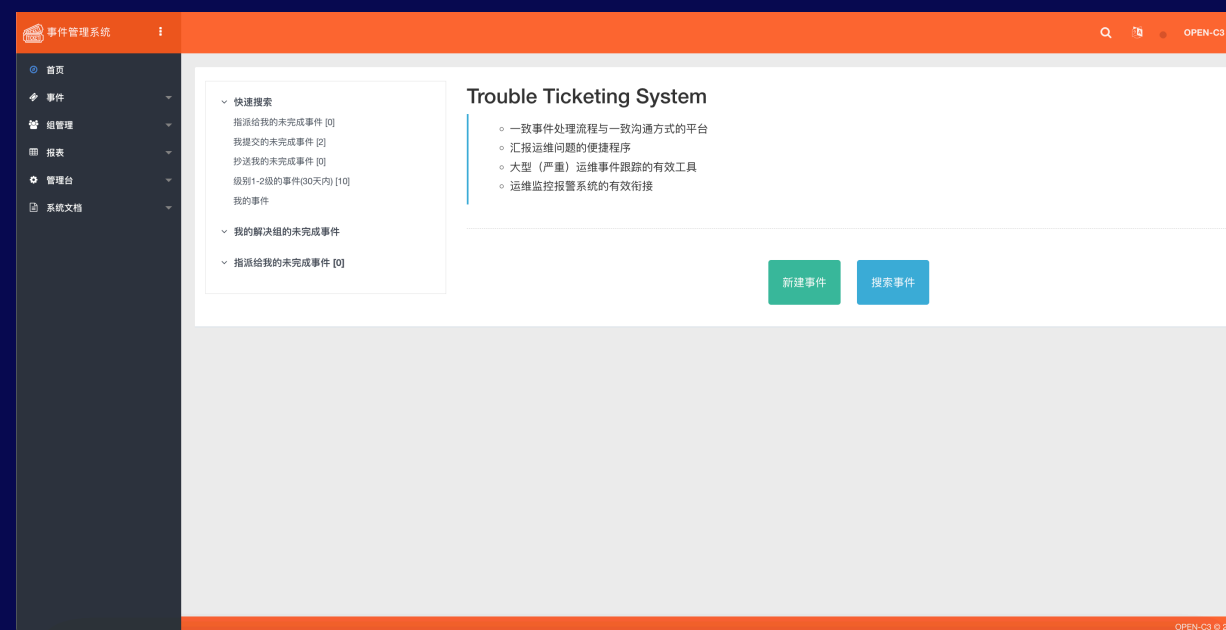 事件管理系统
OPEN-C3
首页
事件
组管理
报表
管理台
系统文档
快速搜索
指派给我的未完成事件 [0]
我提交的未完成事件 [2]
抄送我的未完成事件 [0]
级别1-2级的事件(30天内) [10]
我的事件
我的解决组的未完成事件
指派给我的未完成事件 [0]
Trouble Ticketing System
一致事件处理流程与一致沟通方式的平台
汇报运维问题的便捷程序
大型（严重）运维事件跟踪的有效工具
运维监控报警系统的有效衔接
新建事件
搜索事件
OPEN-C3 ©